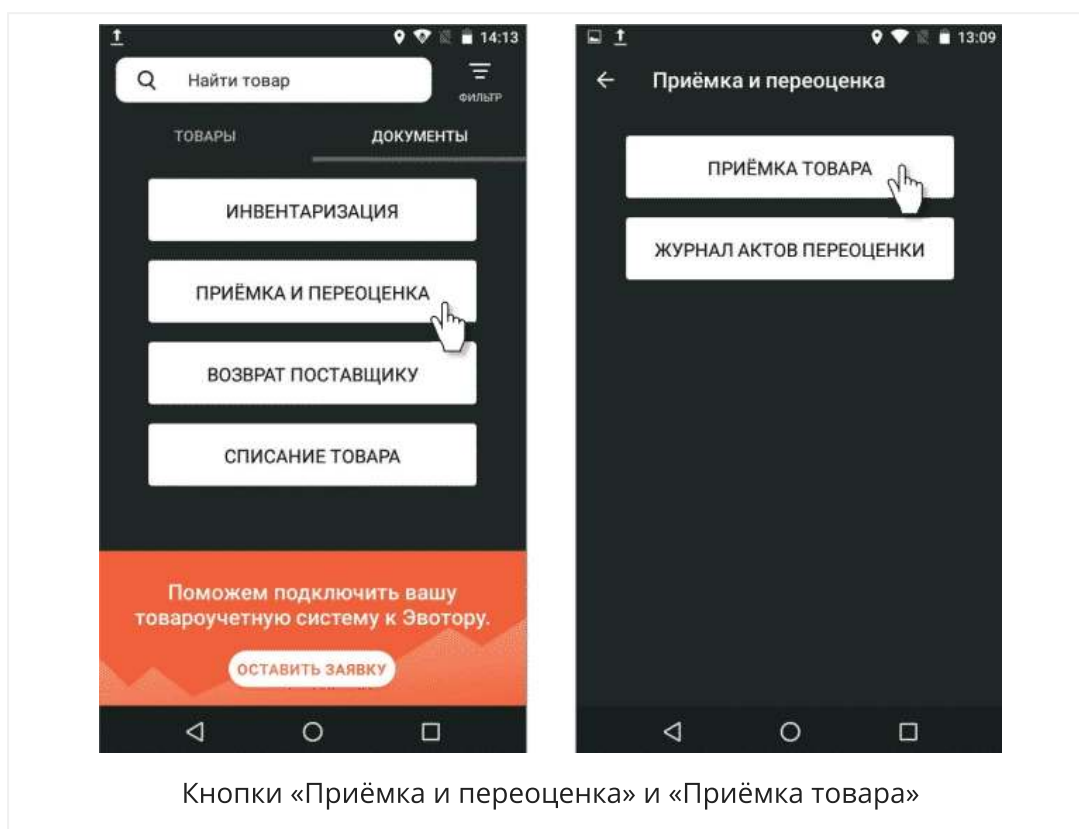 14:13
Найти товар
ФИЛЬТР
ТОВАРЫ
ДОКУМЕНТЫ
ИНВЕНТАРИЗАЦИЯ
ПРИЁМКА И ПЕРЕОЦЕНКА
ВОЗВРАТ ПОСТАВЩИКУ
СПИСАНИЕ ТОВАРА
Поможем подключить вашу
товароучетную систему к Эвотору.
ОСТАВИТЬ ЗАЯВКУ
13:09
Приёмка и переоценка
ПРИЁМКА ТОВАРА
ЖУРНАЛ АКТОВ ПЕРЕОЦЕНКИ
Кнопки «Приёмка и переоценка» и «Приёмка товара»